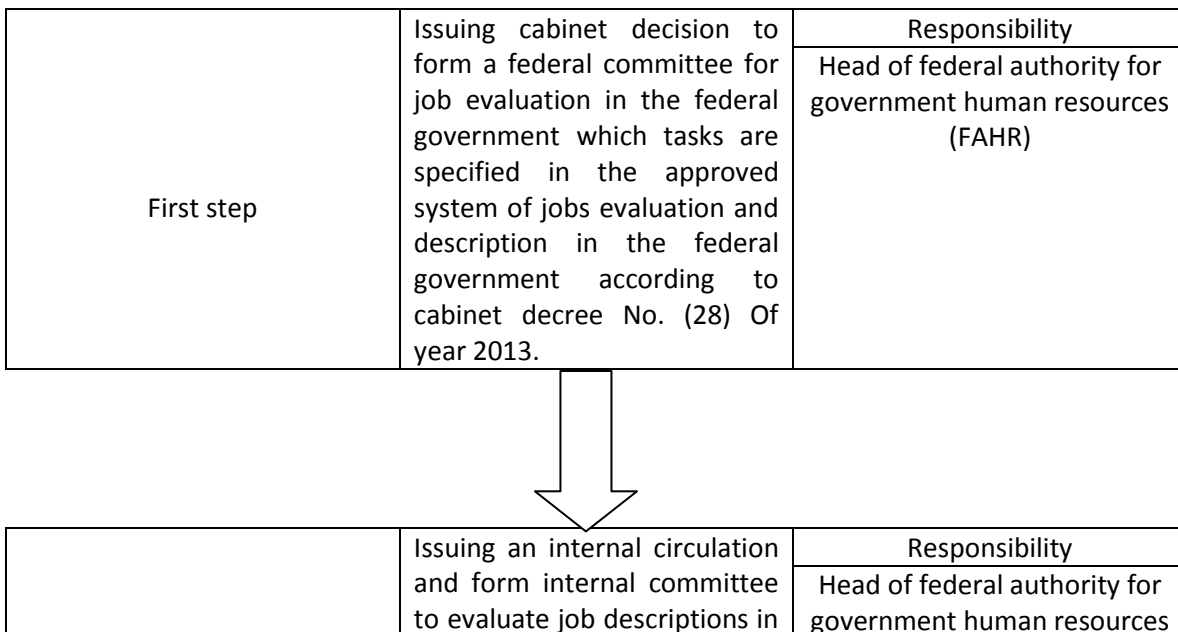 First step
Issuing cabinet decision to
form a federal committee for
job evaluation in the federal
government which tasks are
specified in the approved
system of jobs evaluation and
description in the federal
government according to
cabinet decree No. (28) Of
year 2013.
Responsibility
Head of federal authority for
government human resources
(FAHR)
Issuing an internal circulation
and form internal committee
to evaluate job descriptions in
Responsibility
Head of federal authority for
government human resources